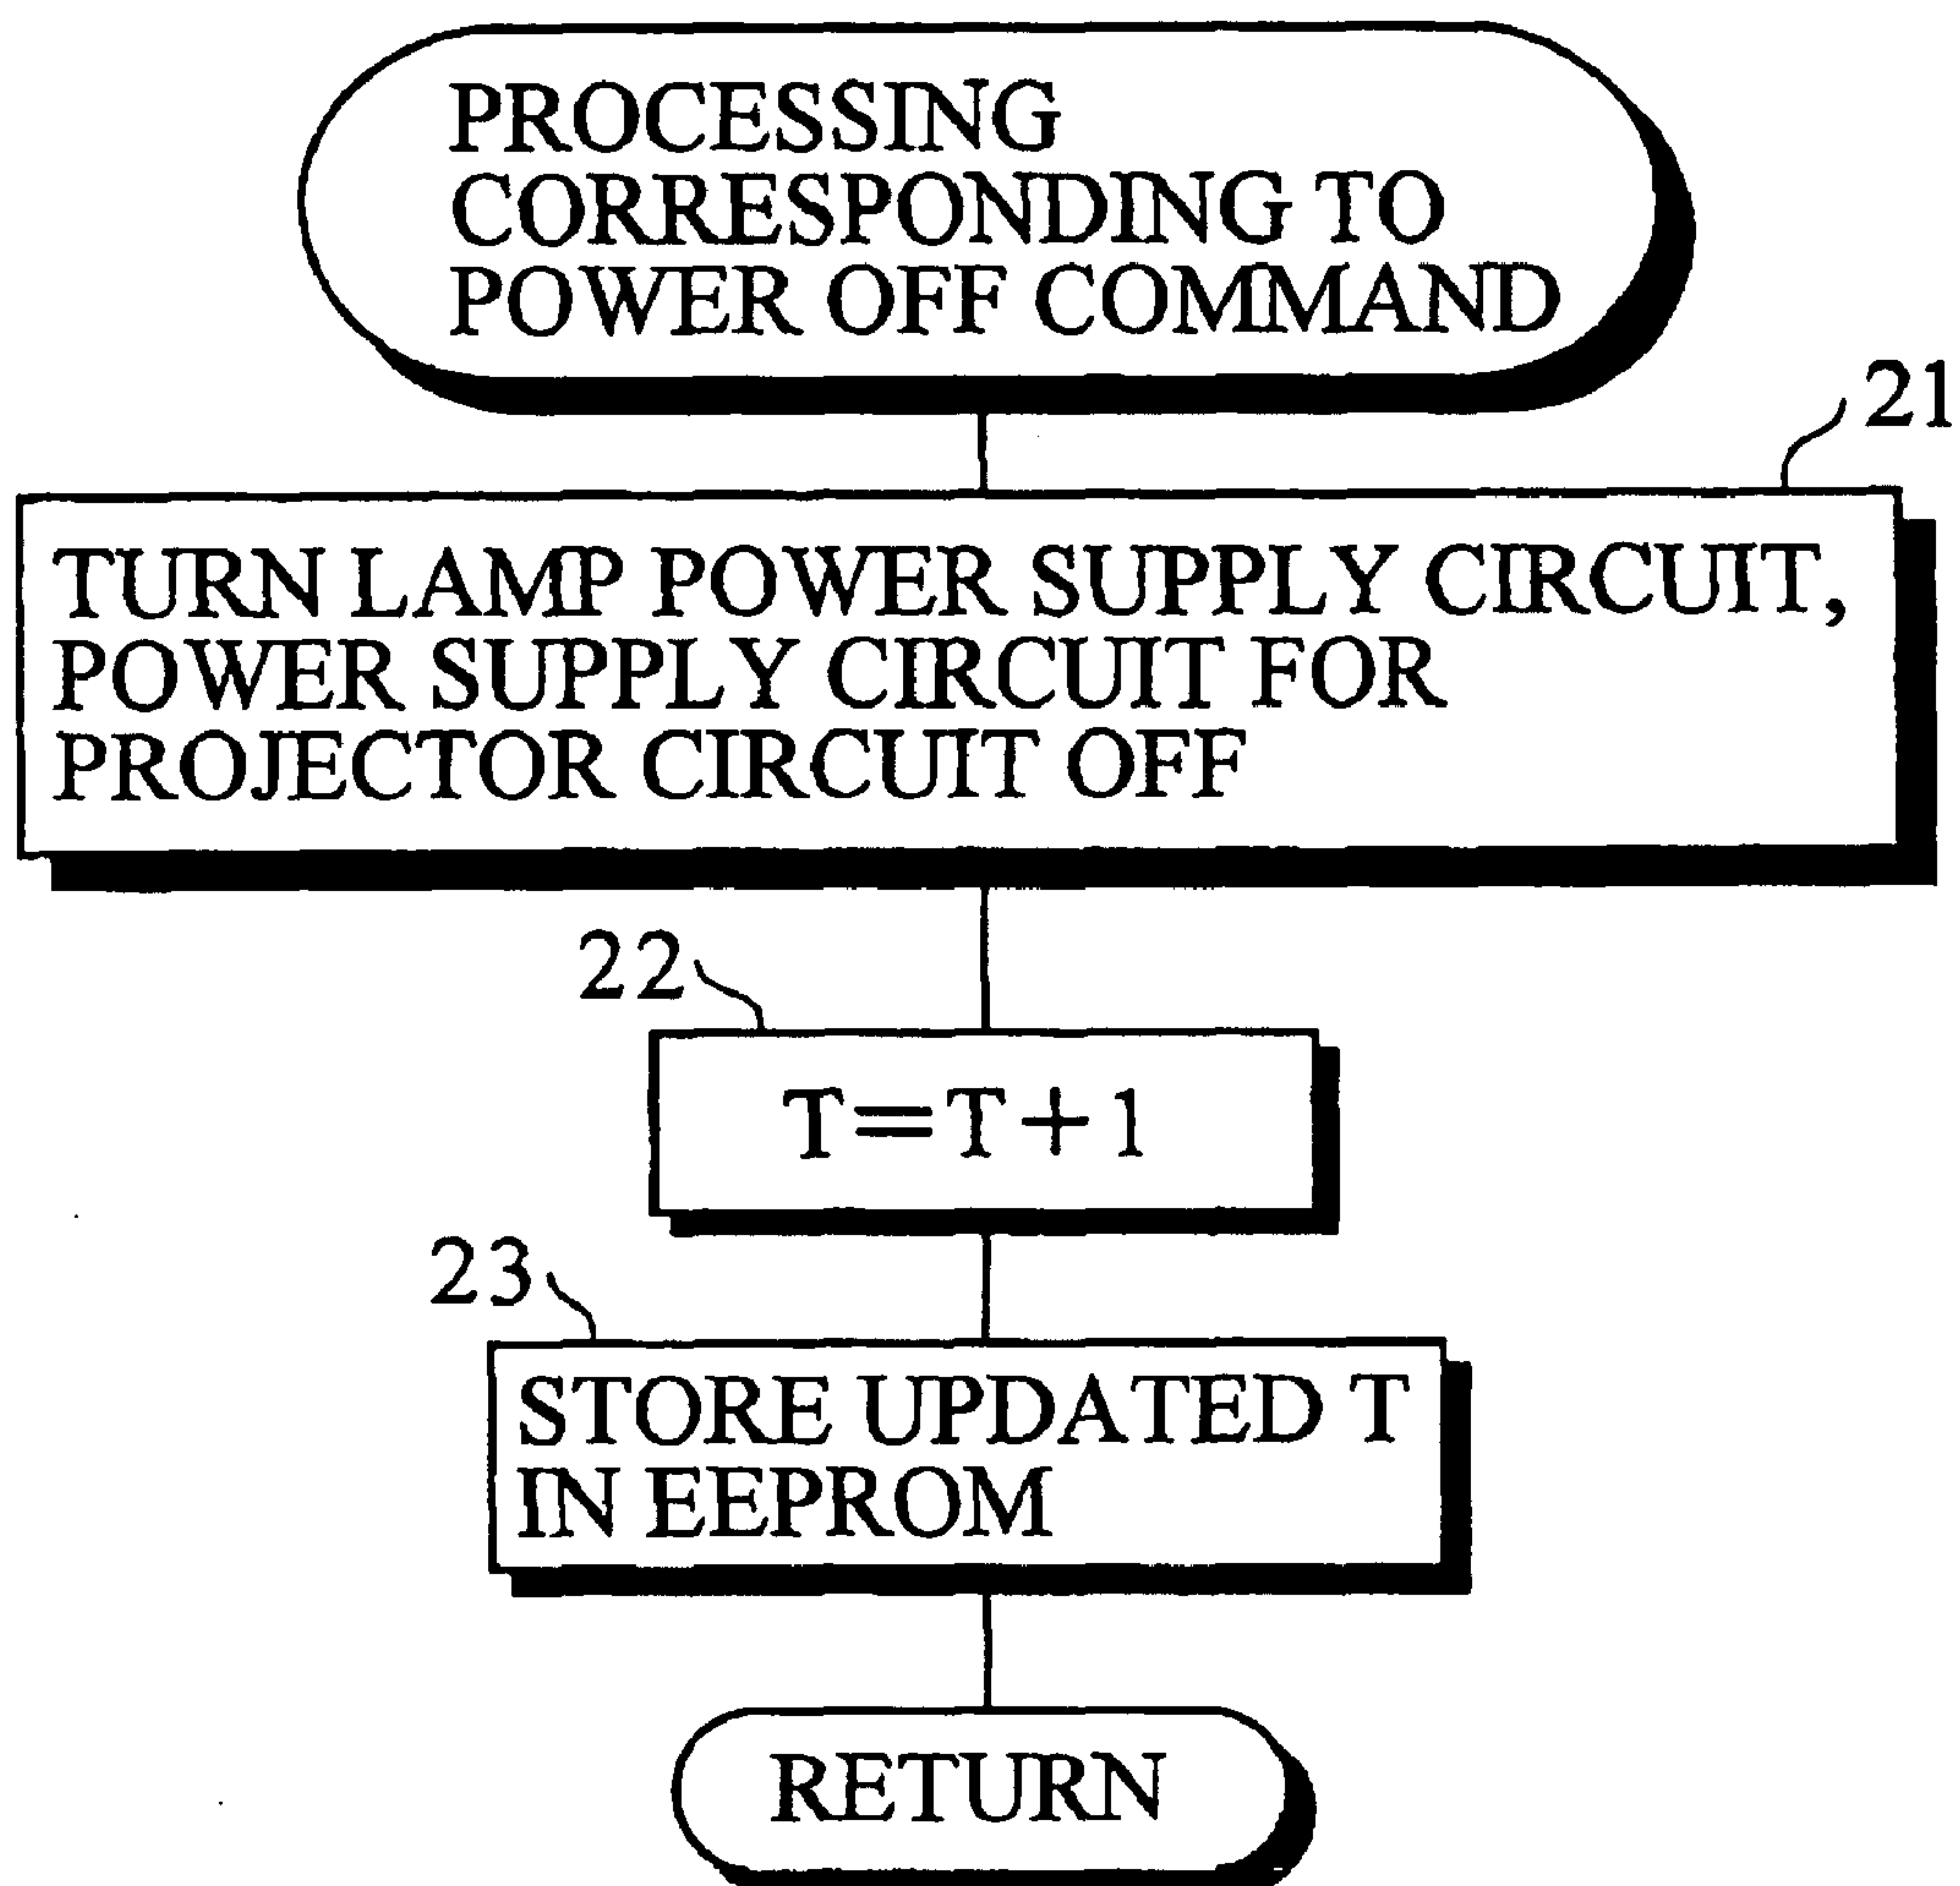 PROCESSING
CORRESPONDING TO
POWER OFF COMMAND
21
TURN LAMP POWER SUPPLY CIRCUIT,
POWER SUPPLY CIRCUIT FOR
PROJECTOR CIRCUIT OFF
22
T=T+1
23
STORE UPDATED T
IN EEPROM
RETURN